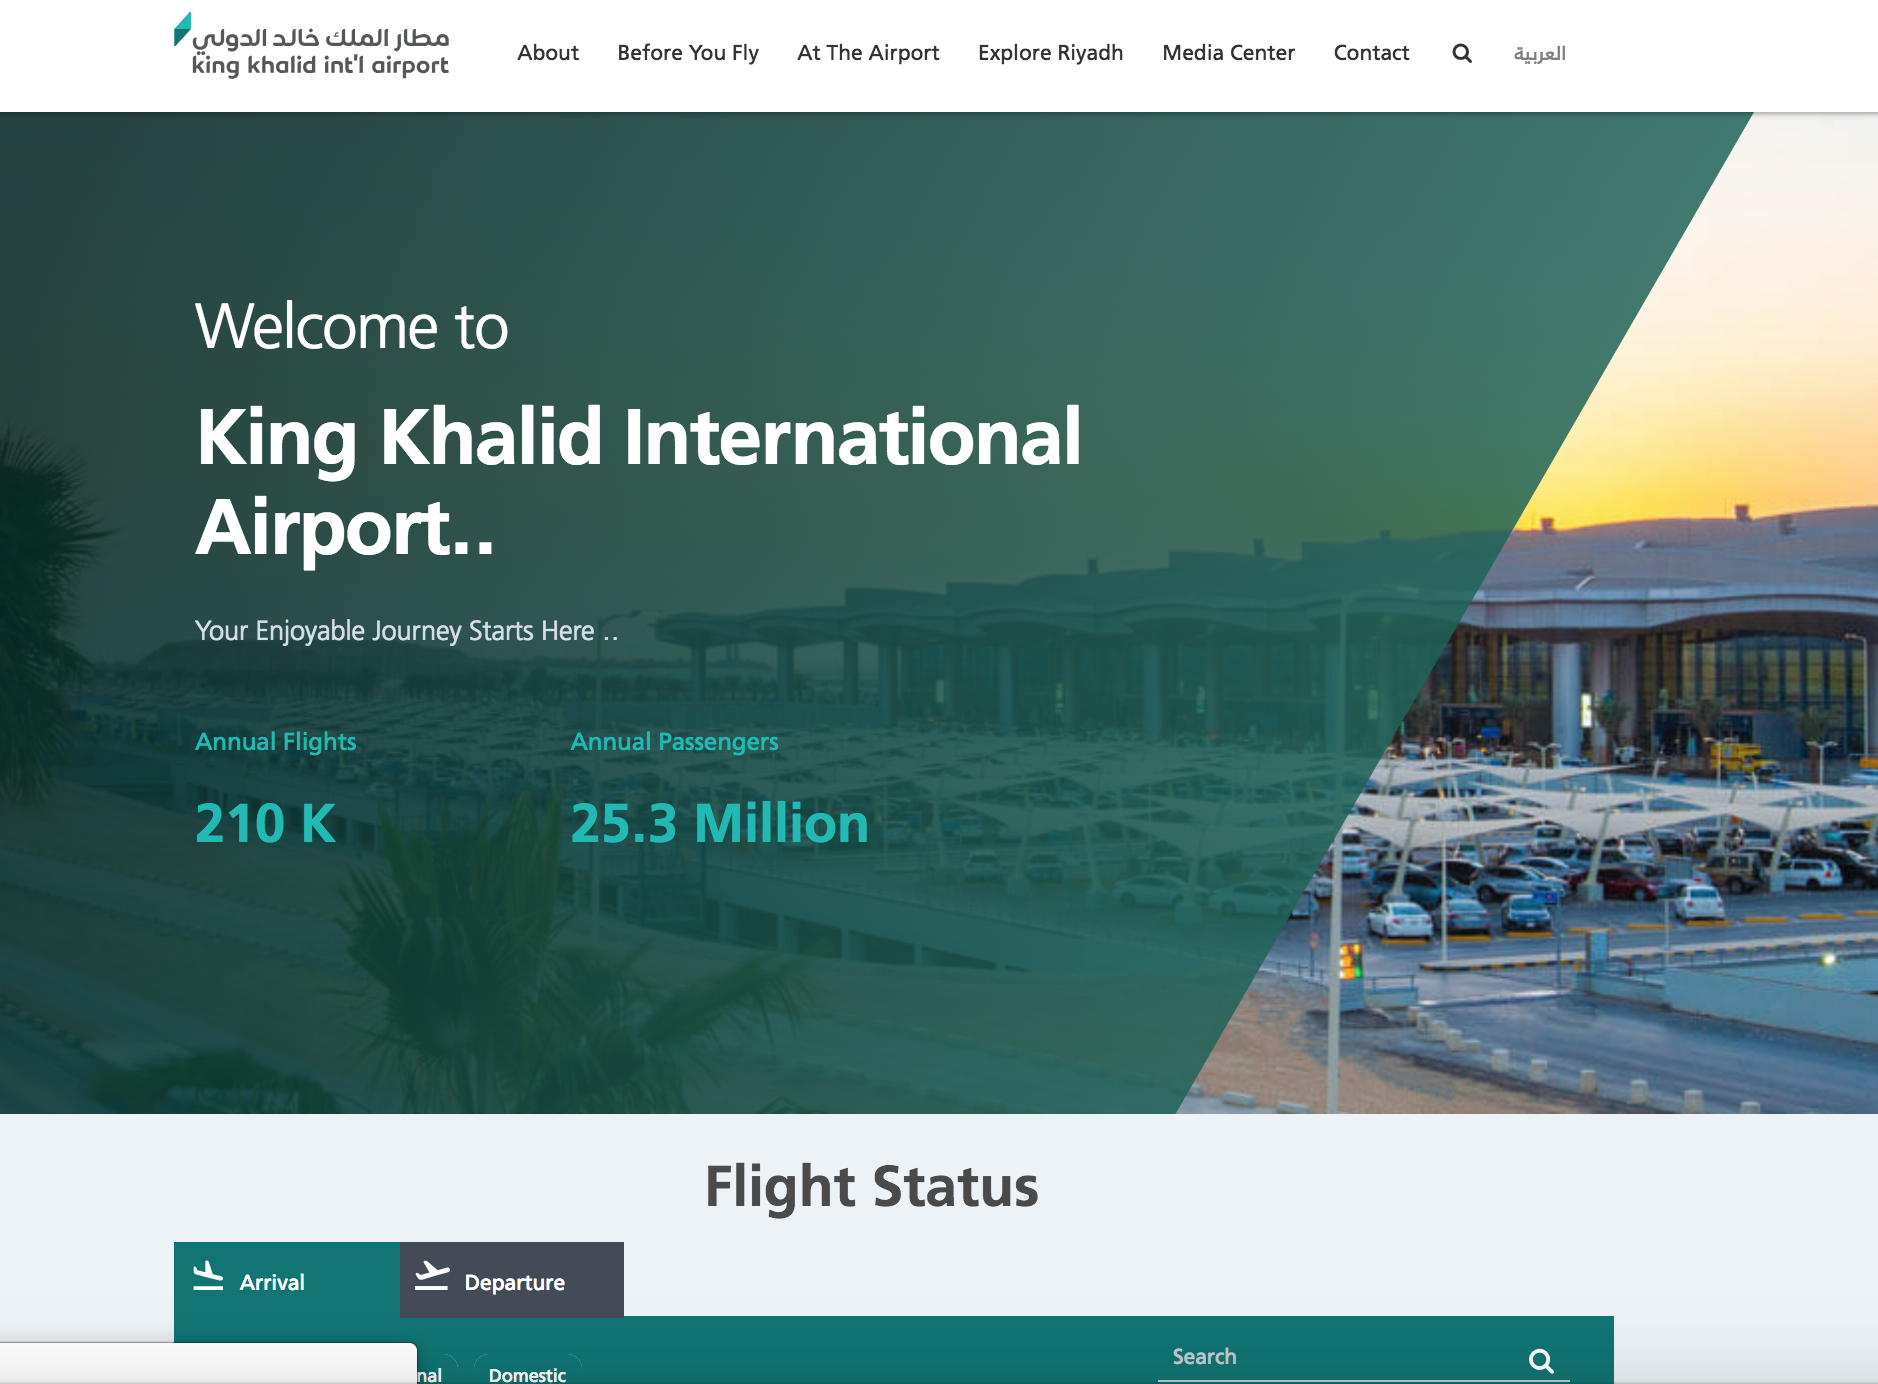 مطار الملك خالد الدولي
king khalid int'l airport
About
Before You Fly
At The Airport
Explore Riyadh
Media Center
Contact
العربية
Welcome to
King Khalid International
Airport..
Your Enjoyable Journey Starts Here ..
Annual Flights
Annual Passengers
210 K
25.3 Million
Flight Status
Arrival
Departure
Search
nal
Domestic